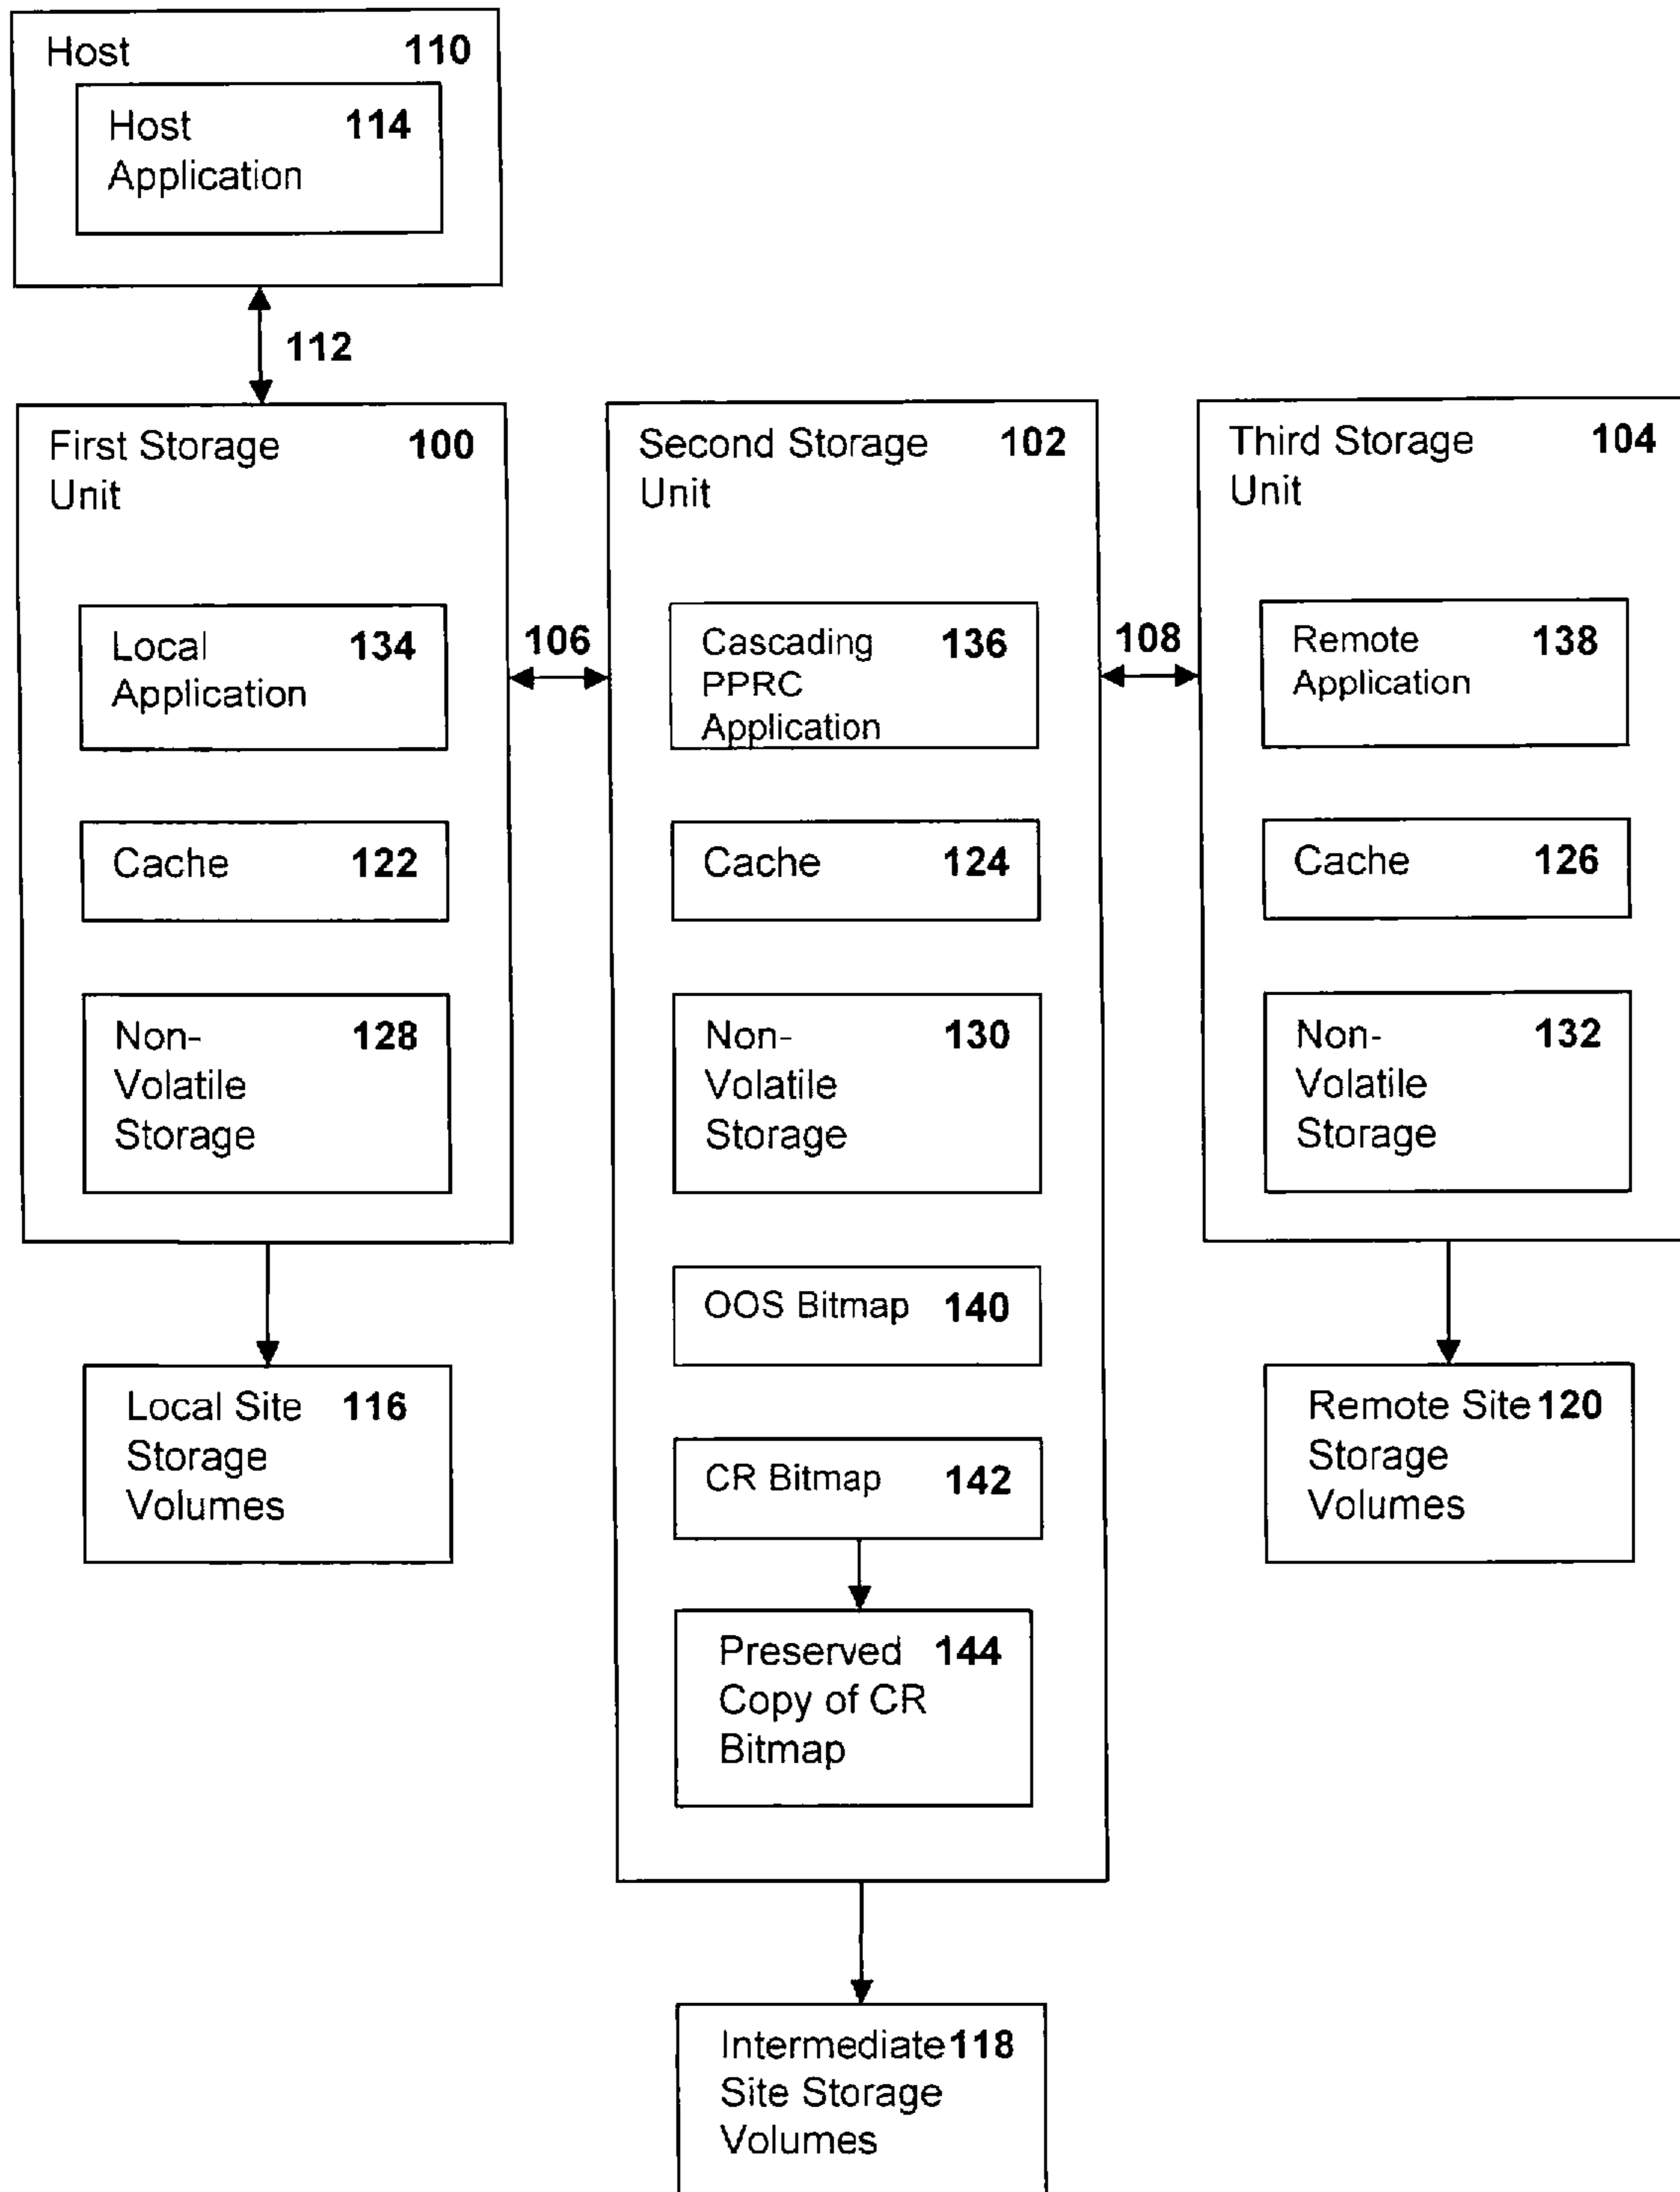 Host 110
Host 114
Application
112
First Storage 100
Unit
Local 134
Application
Cache 122
Non- 128
Volatile
Storage
Local Site 116
Storage
Volumes
106
Second Storage 102
Unit
Cascading 136
PPRC
Application
Cache 124
Non- 130
Volatile
Storage
OOS Bitmap 140
CR Bitmap 142
Preserved 144
Copy of CR
Bitmap
Intermediate 118
Site Storage
Volumes
108
Third Storage 104
Unit
Remote 138
Application
Cache 126
Non- 132
Volatile
Storage
Remote Site 120
Storage
Volumes